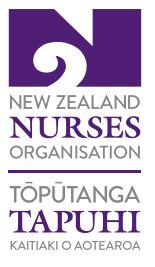 NEW ZEALAND
NURSES
ORGANISATION
TŌPŪTANGA
TAPUHI
KAITIAKI O AOTEAROA